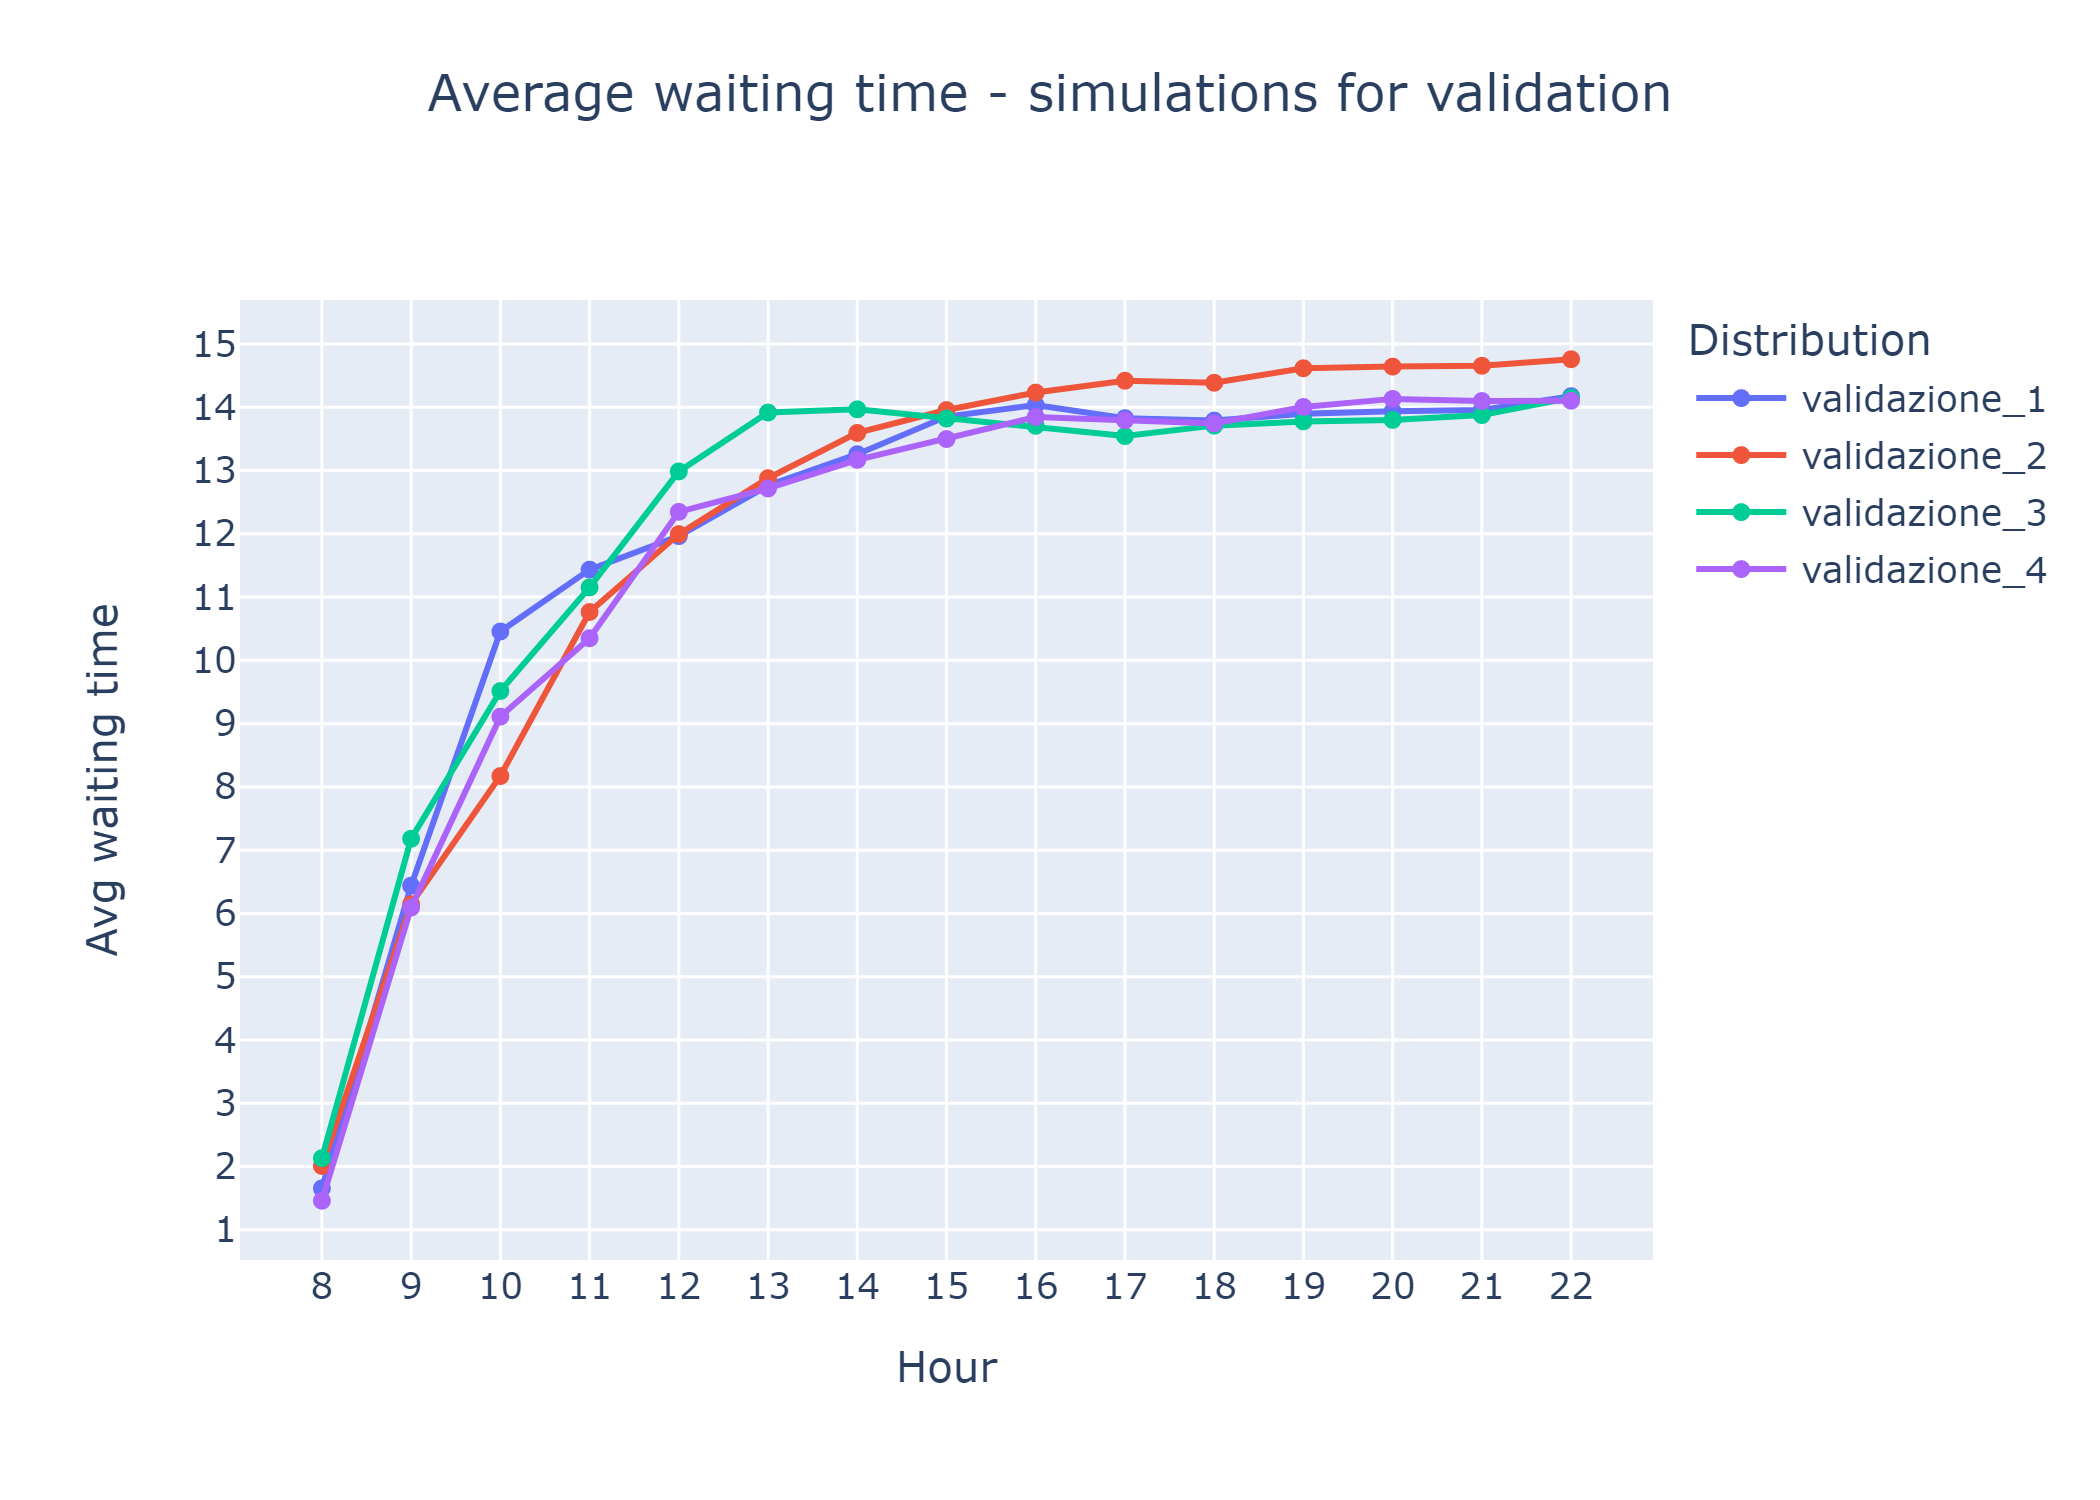 Average waiting time - simulations for validation
Avg waiting time
15
14
13
12
11
10
9
8
7
6
5
4
3
2
1
8 9 10 11 12 13 14 15 16 17 18 19 20 21 22
Hour
Distribution
validazione_1
validazione_2
validazione_3
validazione_4